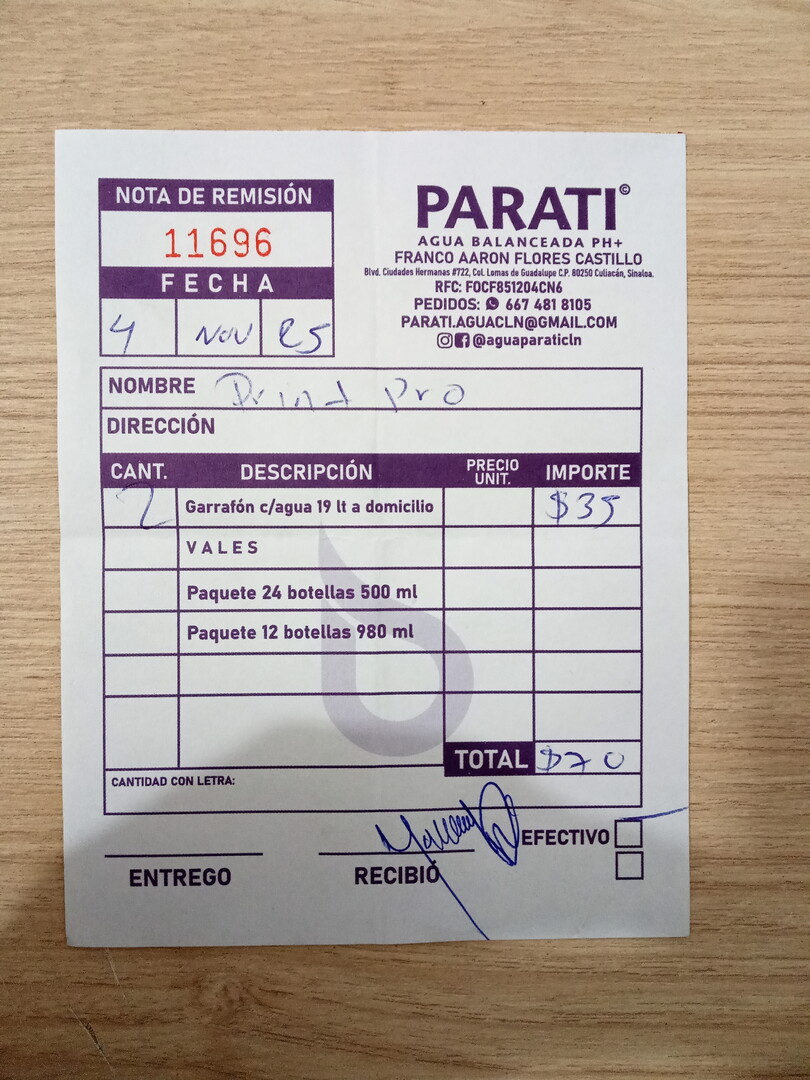 NOTA DE REMISIÓN
11696
FECHA
4 NOV 25
PARATI©
AGUA BALANCEADA PH+
FRANCO AARON FLORES CASTILLO
Blvd. Ciudades Hermanas #722, Col. Lomas de Guadalupe C.P. 80250 Culiacán, Sinaloa.
RFC: FOCF851204CN6
PEDIDOS: 667 481 8105
PARATI.AGUACLN@GMAIL.COM
@aguaparaticln
NOMBRE Print Pro
DIRECCIÓN
CANT. DESCRIPCIÓN PRECIO UNIT. IMPORTE
2 Garrafón c/agua 19 lt a domicilio $35
VALES
Paquete 24 botellas 500 ml
Paquete 12 botellas 980 ml
TOTAL $70
CANTIDAD CON LETRA:
EFECTIVO
ENTREGO
RECIBIÓ